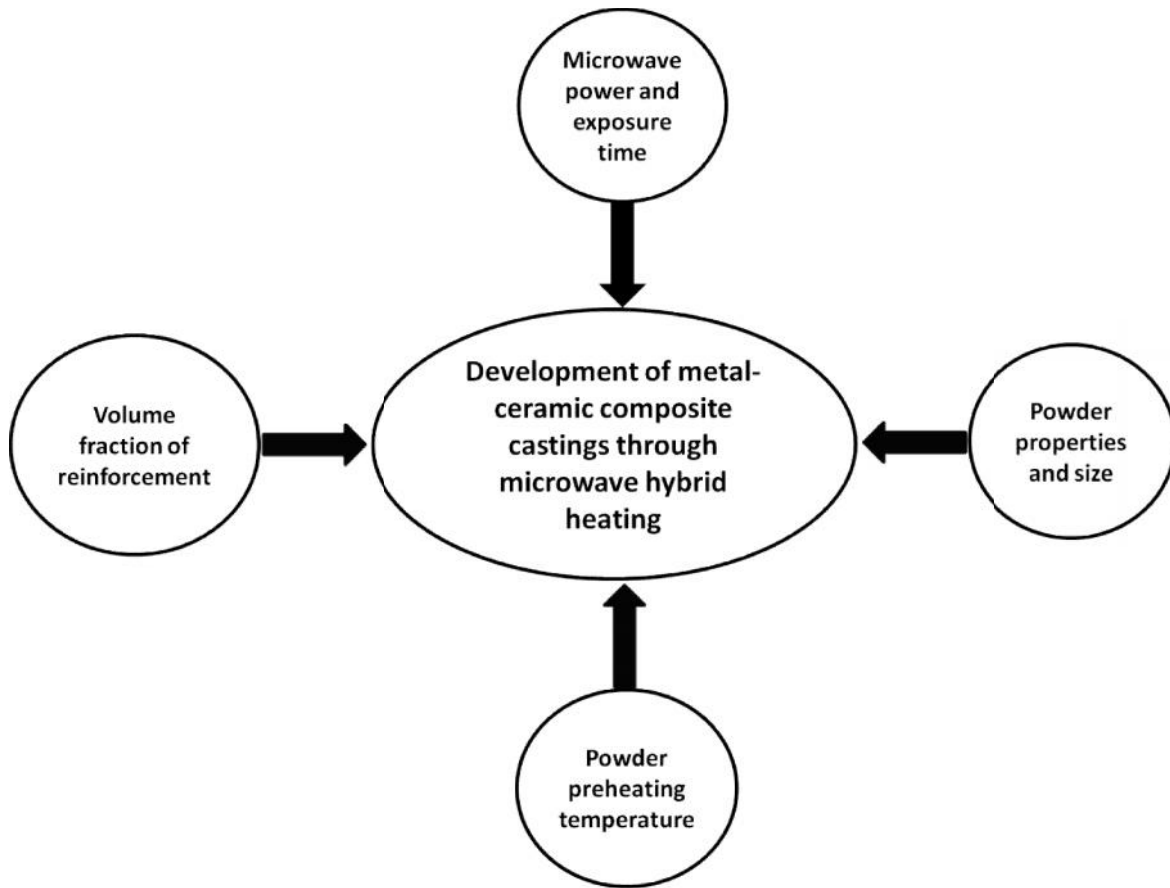 Microwave
power and
exposure
time
Volume
fraction of
reinforcement
Development of metal-
ceramic composite
castings through
microwave hybrid
heating
Powder
properties
and size
Powder
preheating
temperature